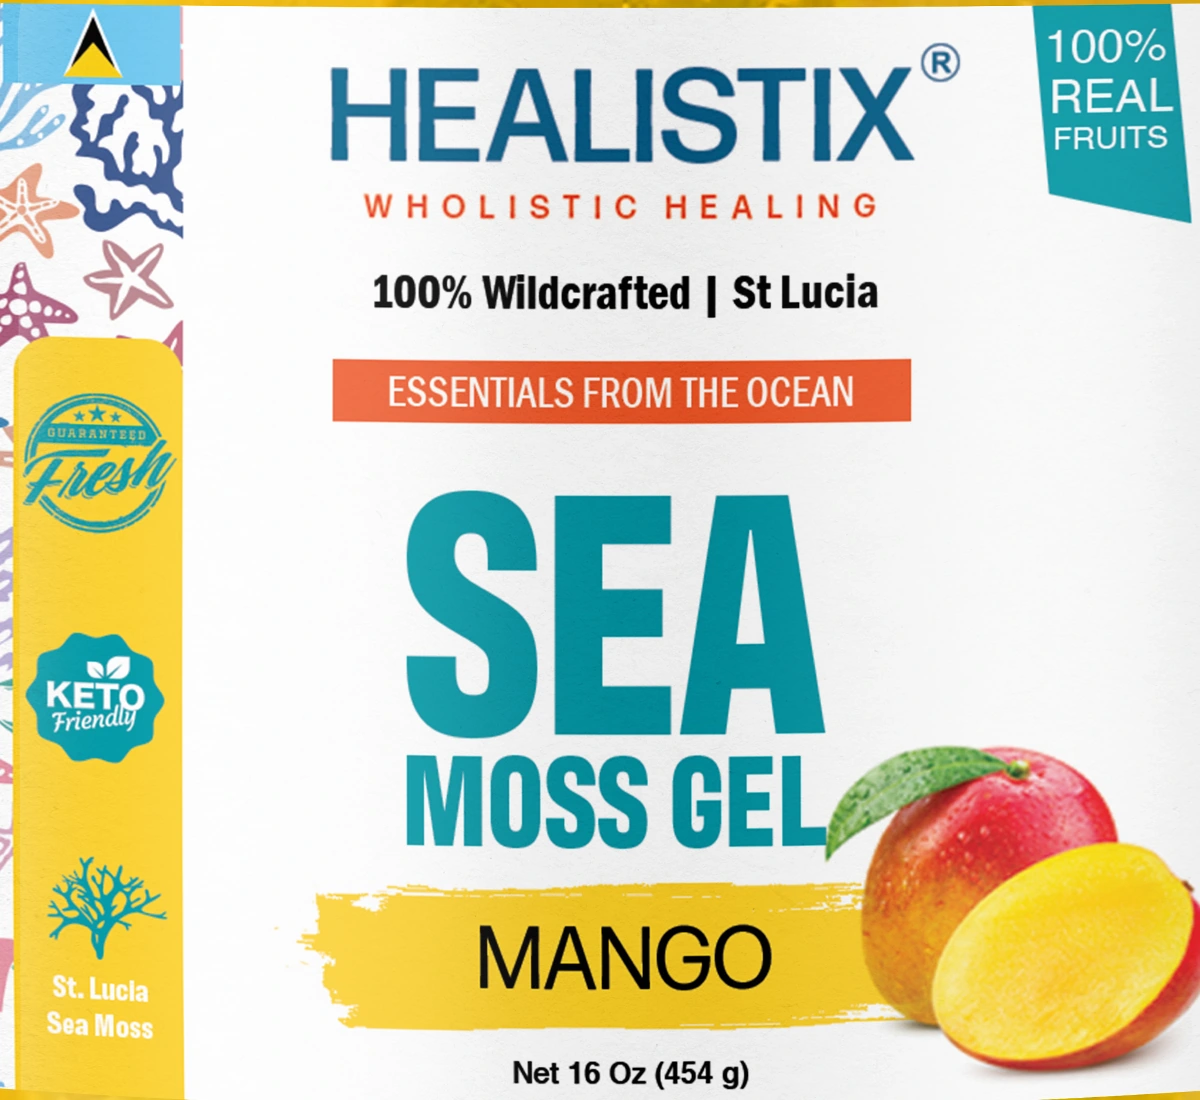 HEALISTIX®
WHOLISTIC HEALING
100% Wildcrafted | St Lucia
ESSENTIALS FROM THE OCEAN
SEA
MOSS GEL
MANGO
Net 16 Oz (454 g)
100%
REAL
FRUITS
GUARANTEED
Fresh
KETO
Friendly
St. Lucia
Sea Moss